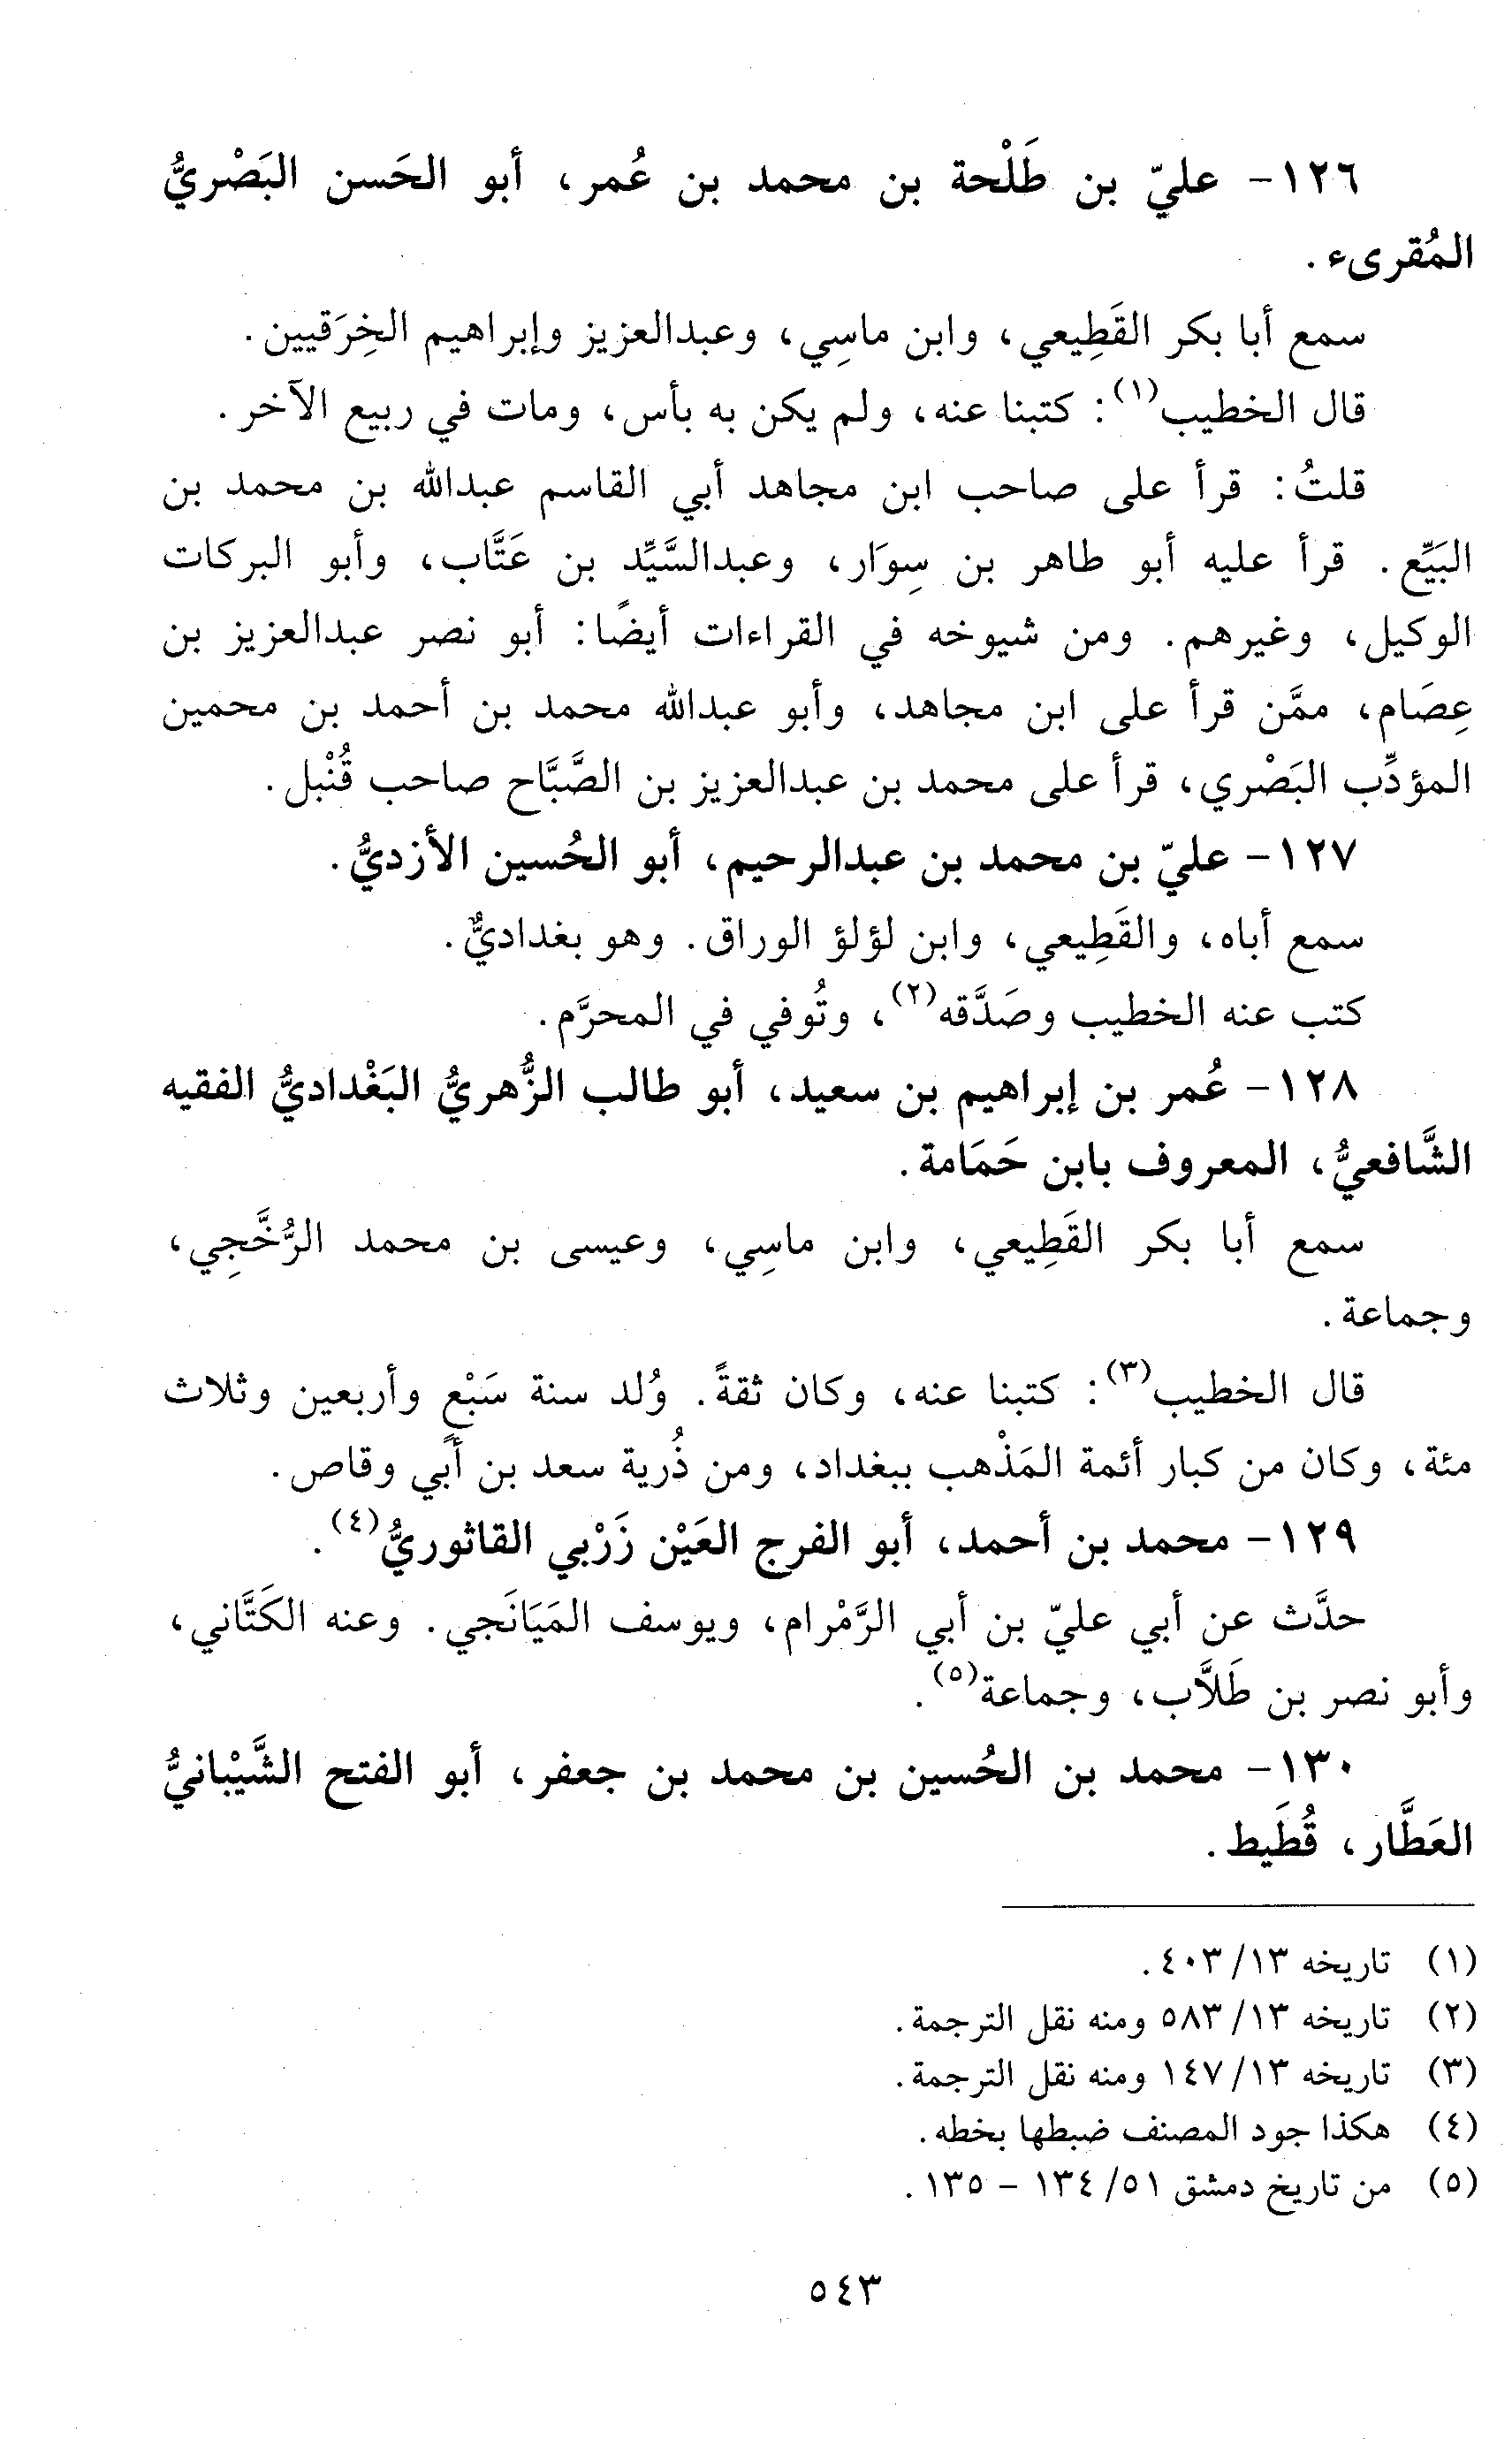 ١٢٦- عليّ بن طَلْحة بن محمد بن عُمر، أبو الحَسن البَصْريُّ
المُقرىء.
سمع أبا بكر القَطِيعي، وابن ماسِي، وعبدالعزيز وإبراهيم الخِرَقيين.
قال الخطيب(١): كتبنا عنه، ولم يكن به بأس، ومات في ربيع الآخر.
قلتُ: قرأ على صاحب ابن مجاهد أبي القاسم عبدالله بن محمد بن
البَيِّع. قرأ عليه أبو طاهر بن سِوَار، وعبدالسَّيِّد بن عَتَّاب، وأبو البركات
الوكيل، وغيرهم. ومن شيوخه في القراءات أيضًا: أبو نصر عبدالعزيز بن
عِصَام، ممَّن قرأ على ابن مجاهد، وأبو عبدالله محمد بن أحمد بن محمين
المؤدِّب البَصْري، قرأ على محمد بن عبدالعزيز بن الصَّبَّاح صاحب قُنْبل.
١٢٧- عليّ بن محمد بن عبدالرحيم، أبو الحُسين الأزديُّ.
سمع أباه، والقَطِيعي، وابن لؤلؤ الوراق. وهو بغداديٌّ.
كتب عنه الخطيب وصَدَّقه(٢)، وتُوفي في المحرَّم.
١٢٨- عُمر بن إبراهيم بن سعيد، أبو طالب الزُّهريُّ البَغْداديُّ الفقيه
الشَّافعيُّ، المعروف بابن حَمَامة.
سمع أبا بكر القَطِيعي، وابن ماسِي، وعيسى بن محمد الرُّخَّجِي،
وجماعة.
قال الخطيب(٣): كتبنا عنه، وكان ثقةً. وُلد سنة سَبْعٍ وأربعين وثلاث
مئة، وكان من كبار أئمة المَذْهب ببغداد، ومن ذُرية سعد بن أبي وقاص.
١٢٩- محمد بن أحمد، أبو الفرج العَيْن زَرْبي القاثوريُّ(٤).
حدَّث عن أبي عليّ بن أبي الرَّمْرام، ويوسف المَيَانَجي. وعنه الكَتَّاني،
وأبو نصر بن طَلاَّب، وجماعة(٥).
١٣٠- محمد بن الحُسين بن محمد بن جعفر، أبو الفتح الشَّيْبانيُّ
العَطَّار، قُطَيط.
(١) تاريخه ١٣/ ٤٠٣.
(٢) تاريخه ١٣/ ٥٨٣ ومنه نقل الترجمة.
(٣) تاريخه ١٣/ ١٤٧ ومنه نقل الترجمة.
(٤) هكذا جود المصنف ضبطها بخطه.
(٥) من تاريخ دمشق ٥١/ ١٣٤ - ١٣٥.
٥٤٣